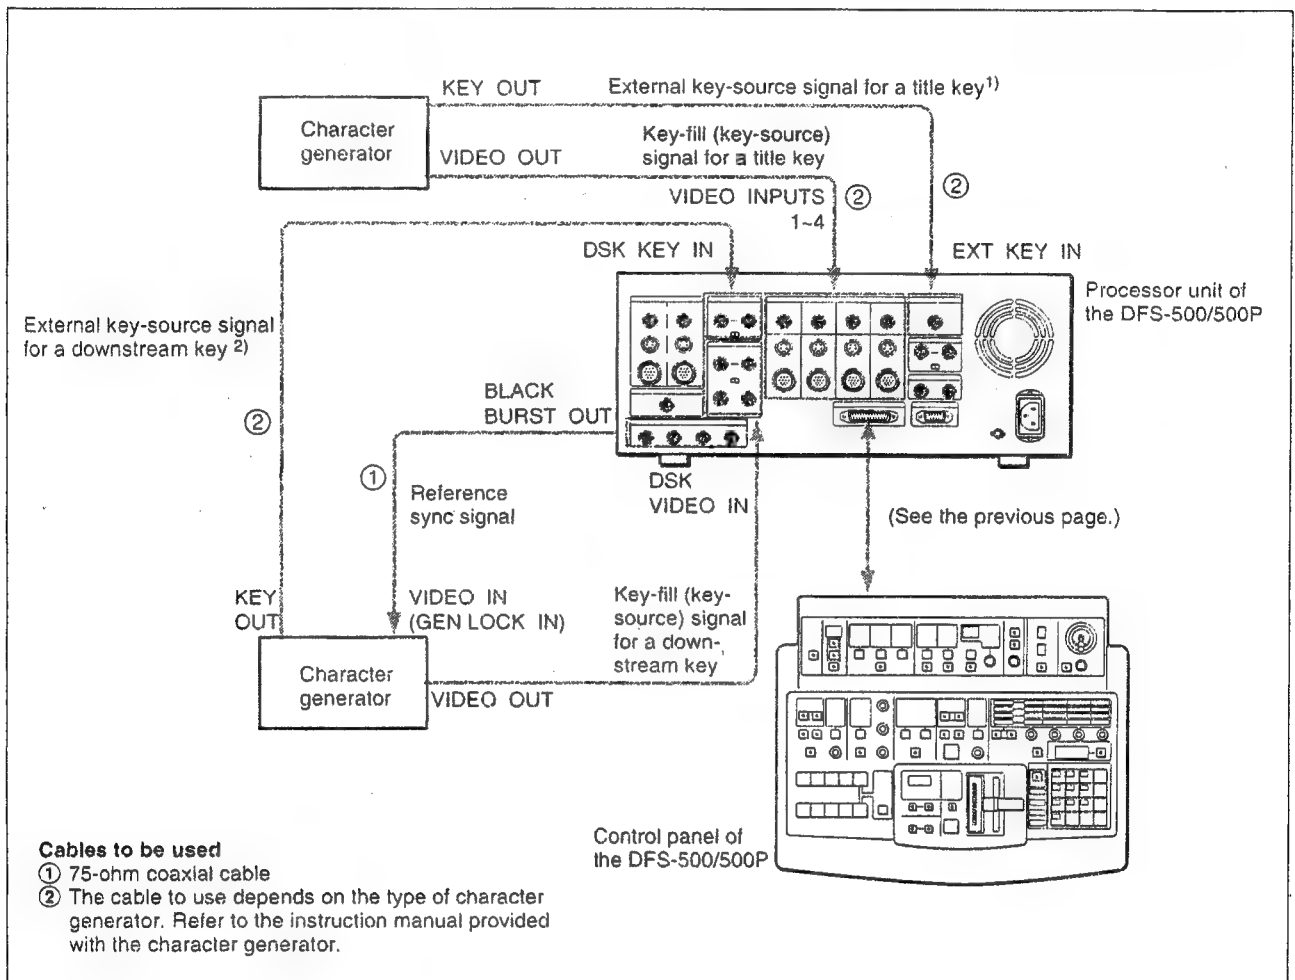 KEY OUT
External key-source signal for a title key1)
Character
generator
Key-fill (key-source)
signal for a title key
VIDEO OUT
VIDEO INPUTS
1~4
②
②
DSK KEY IN
EXT KEY IN
Processor unit of
the DFS-500/500P
External key-source signal
for a downstream key 2)
BLACK
BURST OUT
②
①
Reference
sync signal
DSK
VIDEO IN
(See the previous page.)
KEY
OUT
VIDEO IN
(GEN LOCK IN)
Key-fill (key-
source) signal
for a down-
stream key
Character
generator
VIDEO OUT
Control panel of
the DFS-500/500P
Cables to be used
① 75-ohm coaxial cable
② The cable to use depends on the type of character
generator. Refer to the instruction manual provided
with the character generator.